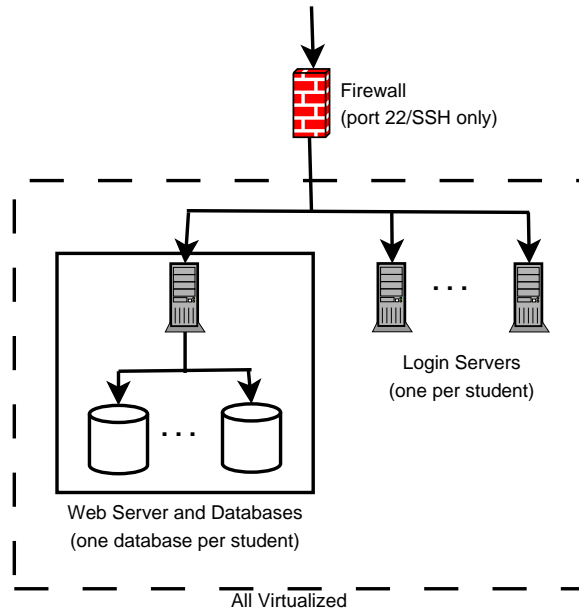 Firewall
(port 22/SSH only)
. . .
Login Servers
(one per student)
. . .
Web Server and Databases
(one database per student)
All Virtualized